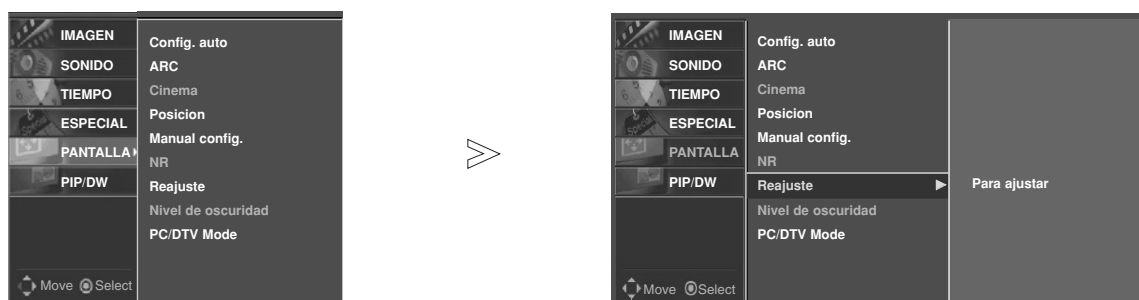 IMAGEN
SONIDO
TIEMPO
ESPECIAL
PANTALLA
PIP/DW
Move Select
Config. auto
ARC
Cinema
Posicion
Manual config.
NR
Reajuste
Nivel de oscuridad
PC/DTV Mode
IMAGEN
SONIDO
TIEMPO
ESPECIAL
PANTALLA
PIP/DW
Move Select
Config. auto
ARC
Cinema
Posicion
Manual config.
NR
Reajuste
Nivel de oscuridad
PC/DTV Mode
Para ajustar